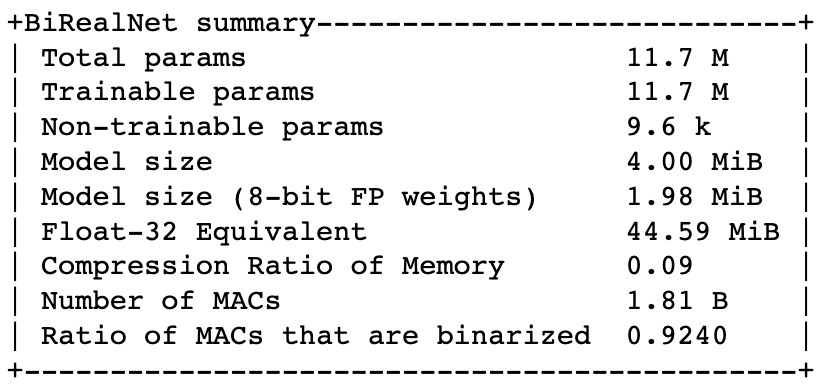 +BiRealNet summary----------------------------+
| Total params                      11.7 M    |
| Trainable params                  11.7 M    |
| Non-trainable params              9.6 k     |
| Model size                        4.00 MiB  |
| Model size (8-bit FP weights)     1.98 MiB  |
| Float-32 Equivalent               44.59 MiB |
| Compression Ratio of Memory       0.09      |
| Number of MACs                    1.81 B    |
| Ratio of MACs that are binarized  0.9240    |
+---------------------------------------------+